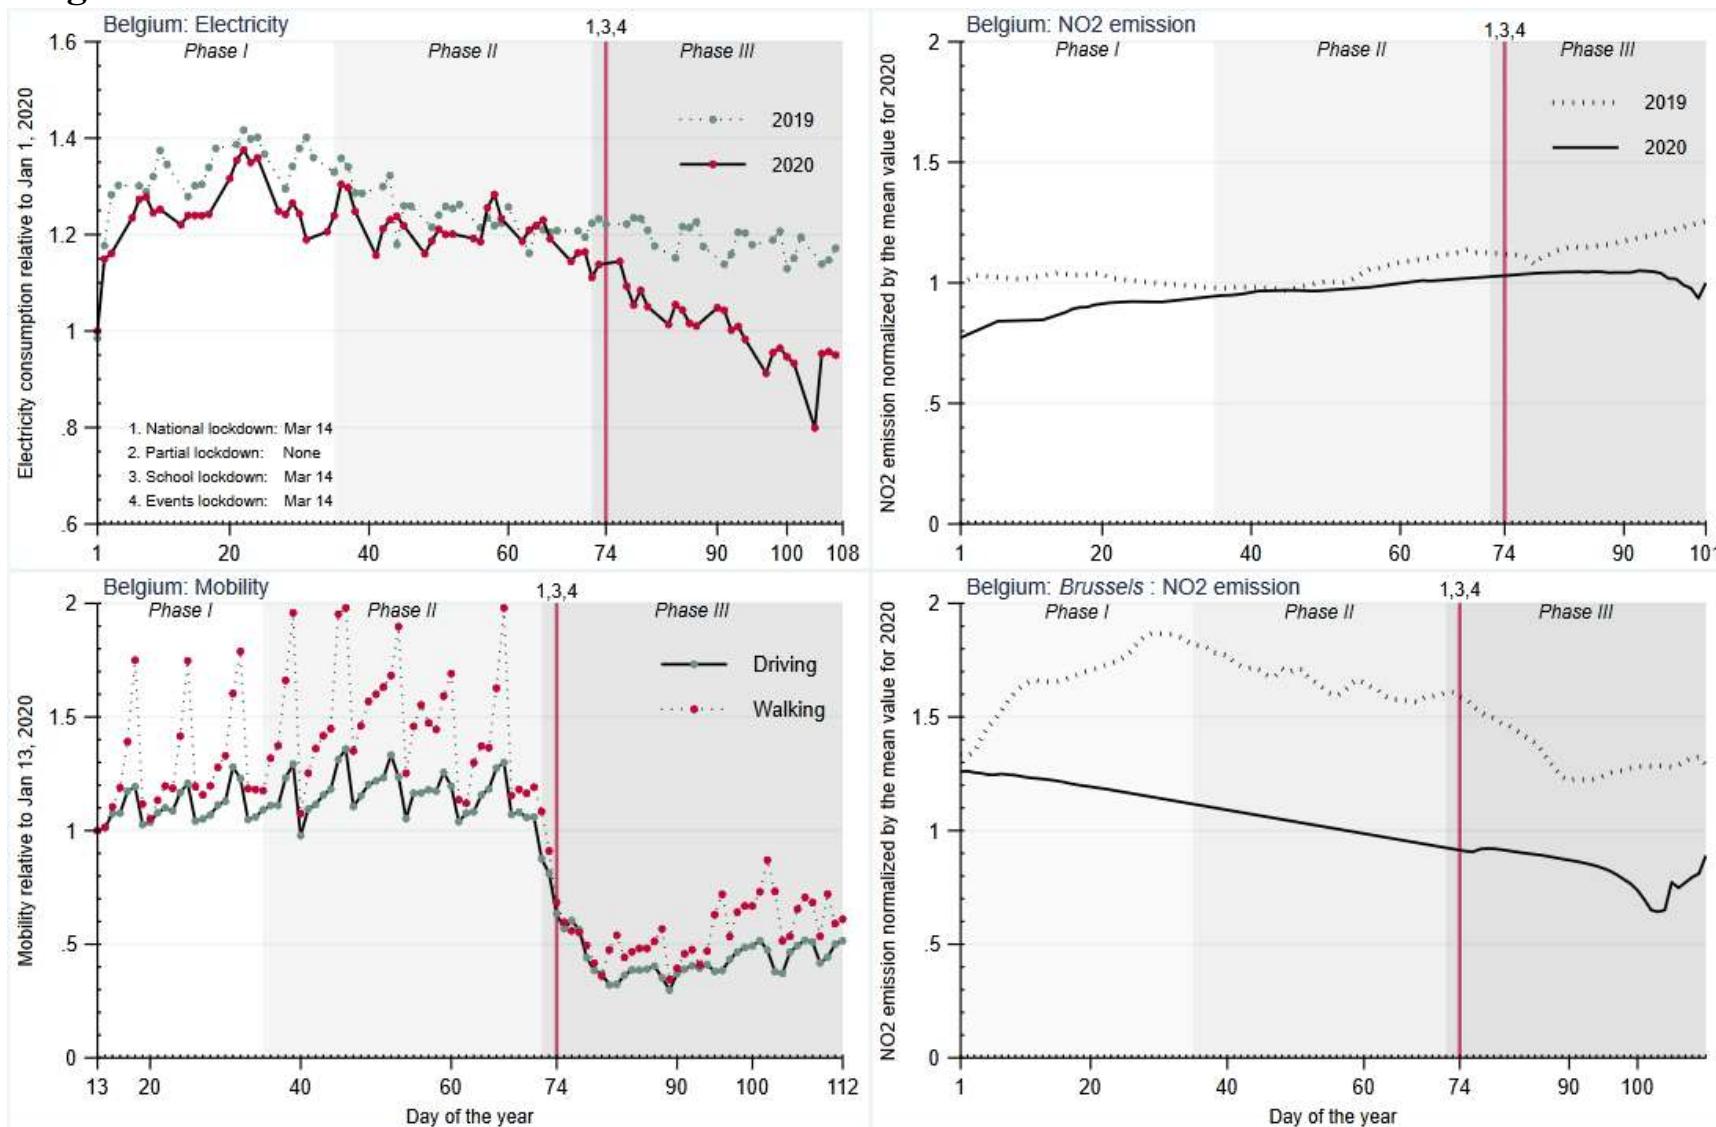 Belgium: Electricity
1,3,4
Phase I
Phase II
Phase III
Electricity consumption relative to Jan 1, 2020
1.6
1.4
1.2
1
.8
.6
2019
2020
1. National lockdown: Mar 14
2. Partial lockdown: None
3. School lockdown: Mar 14
4. Events lockdown: Mar 14
1 20 40 60 74 90 100 108
Belgium: NO2 emission
1,3,4
Phase I
Phase II
Phase III
NO2 emission normalized by the mean value for 2020
2
1.5
1
.5
0
2019
2020
1 20 40 60 74 90 101
Belgium: Mobility
1,3,4
Phase I
Phase II
Phase III
Mobility relative to Jan 13, 2020
2
1.5
1
.5
0
Driving
Walking
13 20 40 60 74 90 100 112
Day of the year
Belgium: Brussels : NO2 emission
1,3,4
Phase I
Phase II
Phase III
NO2 emission normalized by the mean value for 2020
2
1.5
1
.5
0
1 20 40 60 74 90 100
Day of the year